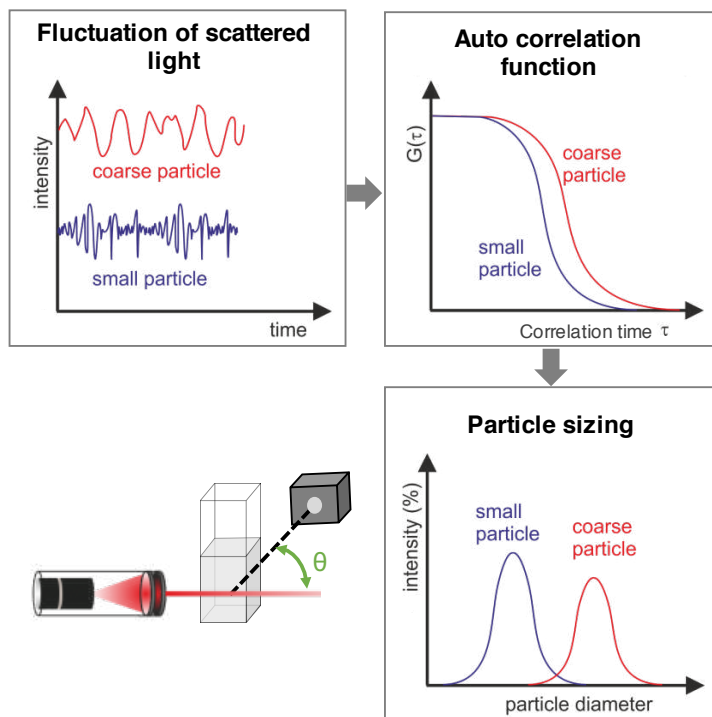 Fluctuation of scattered
light
intensity
coarse particle
small particle
time
Auto correlation
function
G(τ)
coarse
particle
small
particle
Correlation time τ
Particle sizing
intensity (%)
small
particle
coarse
particle
particle diameter
θ